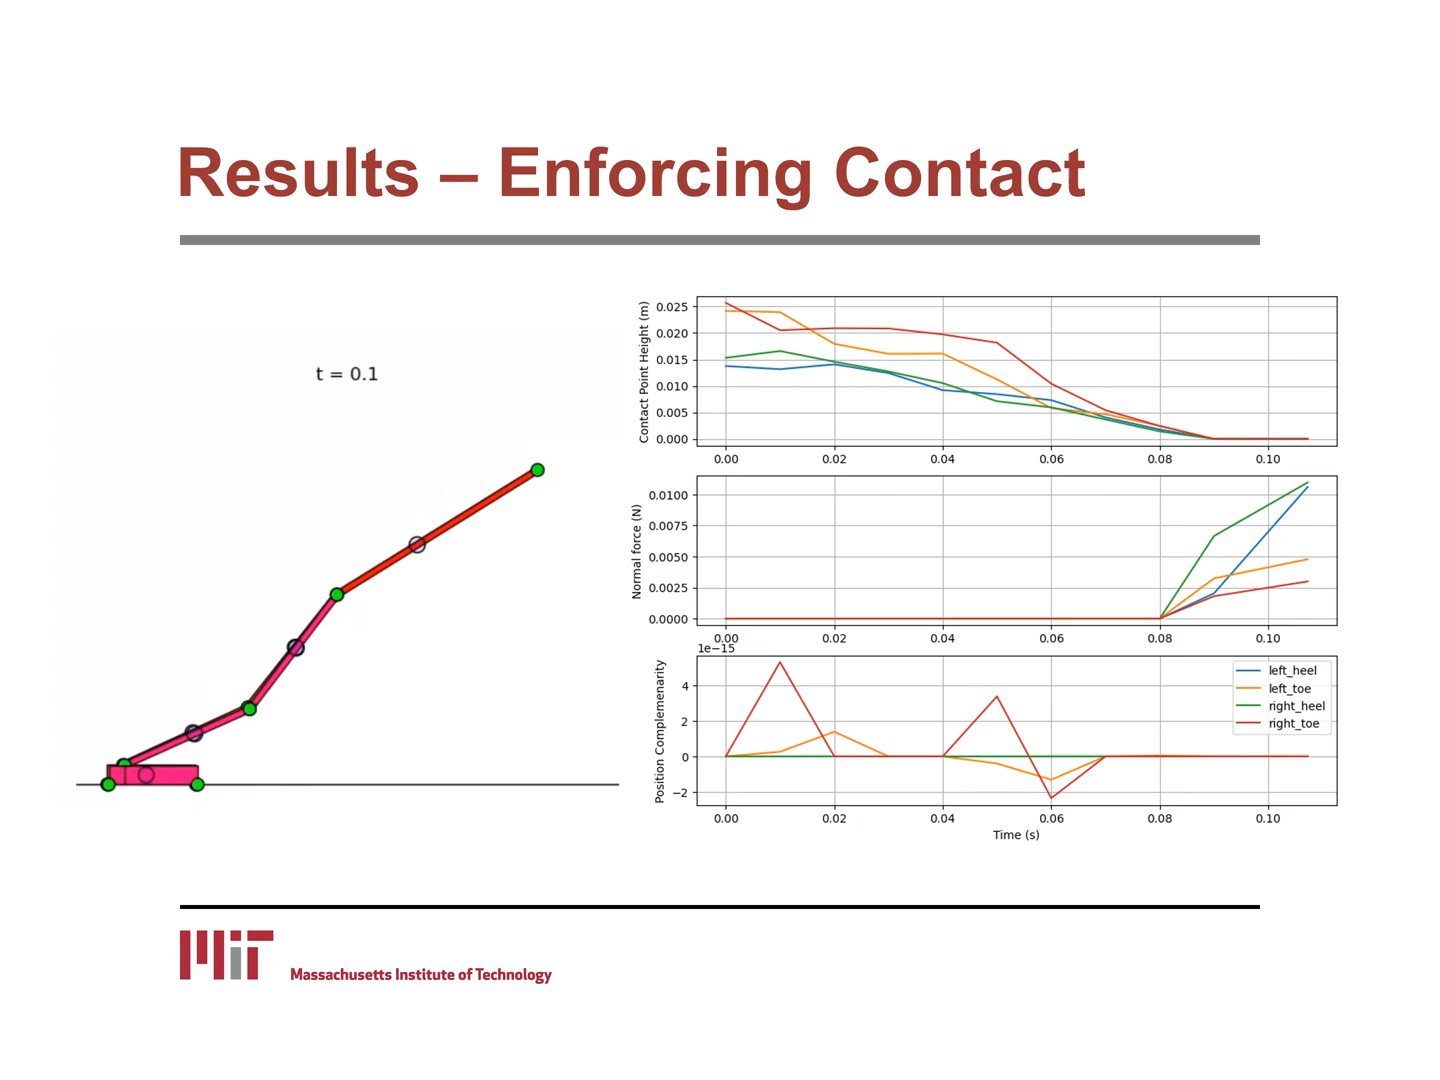 Results – Enforcing Contact
t = 0.1
Contact Point Height (m)
0.025
0.020
0.015
0.010
0.005
0.000
0.00 0.02 0.04 0.06 0.08 0.10
Normal force (N)
0.0100
0.0075
0.0050
0.0025
0.0000
0.00 0.02 0.04 0.06 0.08 0.10
1e−15
Position Complemenarity
4
2
0
−2
left_heel
left_toe
right_heel
right_toe
0.00 0.02 0.04 0.06 0.08 0.10
Time (s)
MIT
Massachusetts Institute of Technology